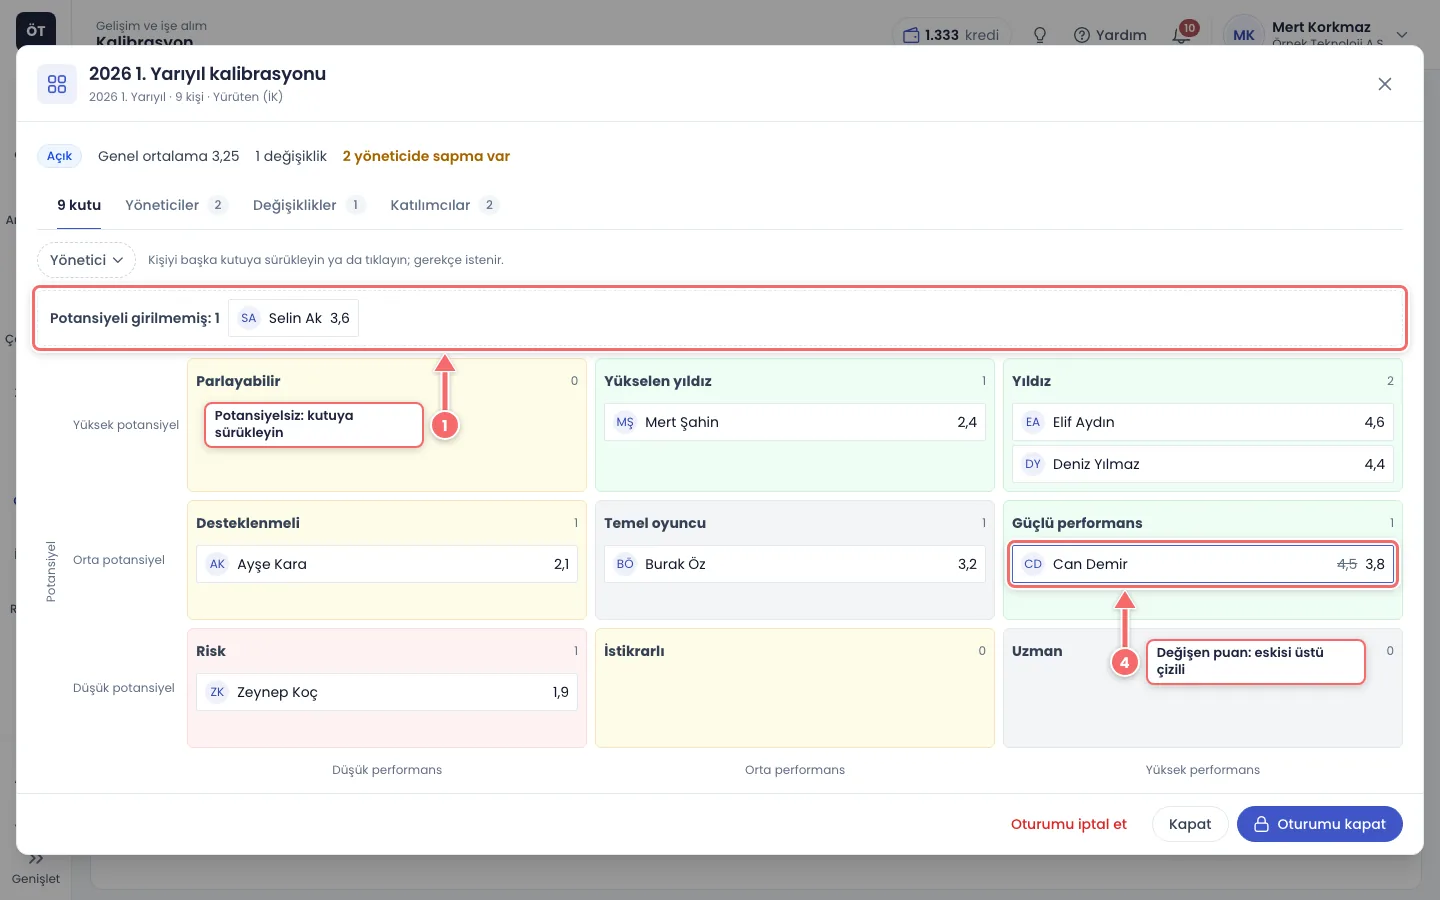 ÖT
Gelişim ve işe alım
Kalibrasyon
1.333 kredi
Yardım
10
MK
Mert Korkmaz
Örnek Teknoloji A.Ş.
2026 1. Yarıyıl kalibrasyonu
2026 1. Yarıyıl · 9 kişi · Yürüten (İK)
Açık
Genel ortalama 3,25
1 değişiklik
2 yöneticide sapma var
9 kutu
Yöneticiler 2
Değişiklikler 1
Katılımcılar 2
Yönetici
Kişiyi başka kutuya sürükleyin ya da tıklayın; gerekçe istenir.
Potansiyeli girilmemiş: 1
SA Selin Ak 3,6
Potansiyel
Yüksek potansiyel
Parlayabilir 0
Potansiyelsiz: kutuya
sürükleyin
1
Yükselen yıldız 1
MŞ Mert Şahin 2,4
Yıldız 2
EA Elif Aydın 4,6
DY Deniz Yılmaz 4,4
Orta potansiyel
Desteklenmeli 1
AK Ayşe Kara 2,1
Temel oyuncu 1
BÖ Burak Öz 3,2
Güçlü performans 1
CD Can Demir 4,5 3,8
Düşük potansiyel
Risk 1
ZK Zeynep Koç 1,9
İstikrarlı 0
Uzman 0
4
Değişen puan: eskisi üstü
çizili
Düşük performans
Orta performans
Yüksek performans
Oturumu iptal et
Kapat
Oturumu kapat
Genişlet